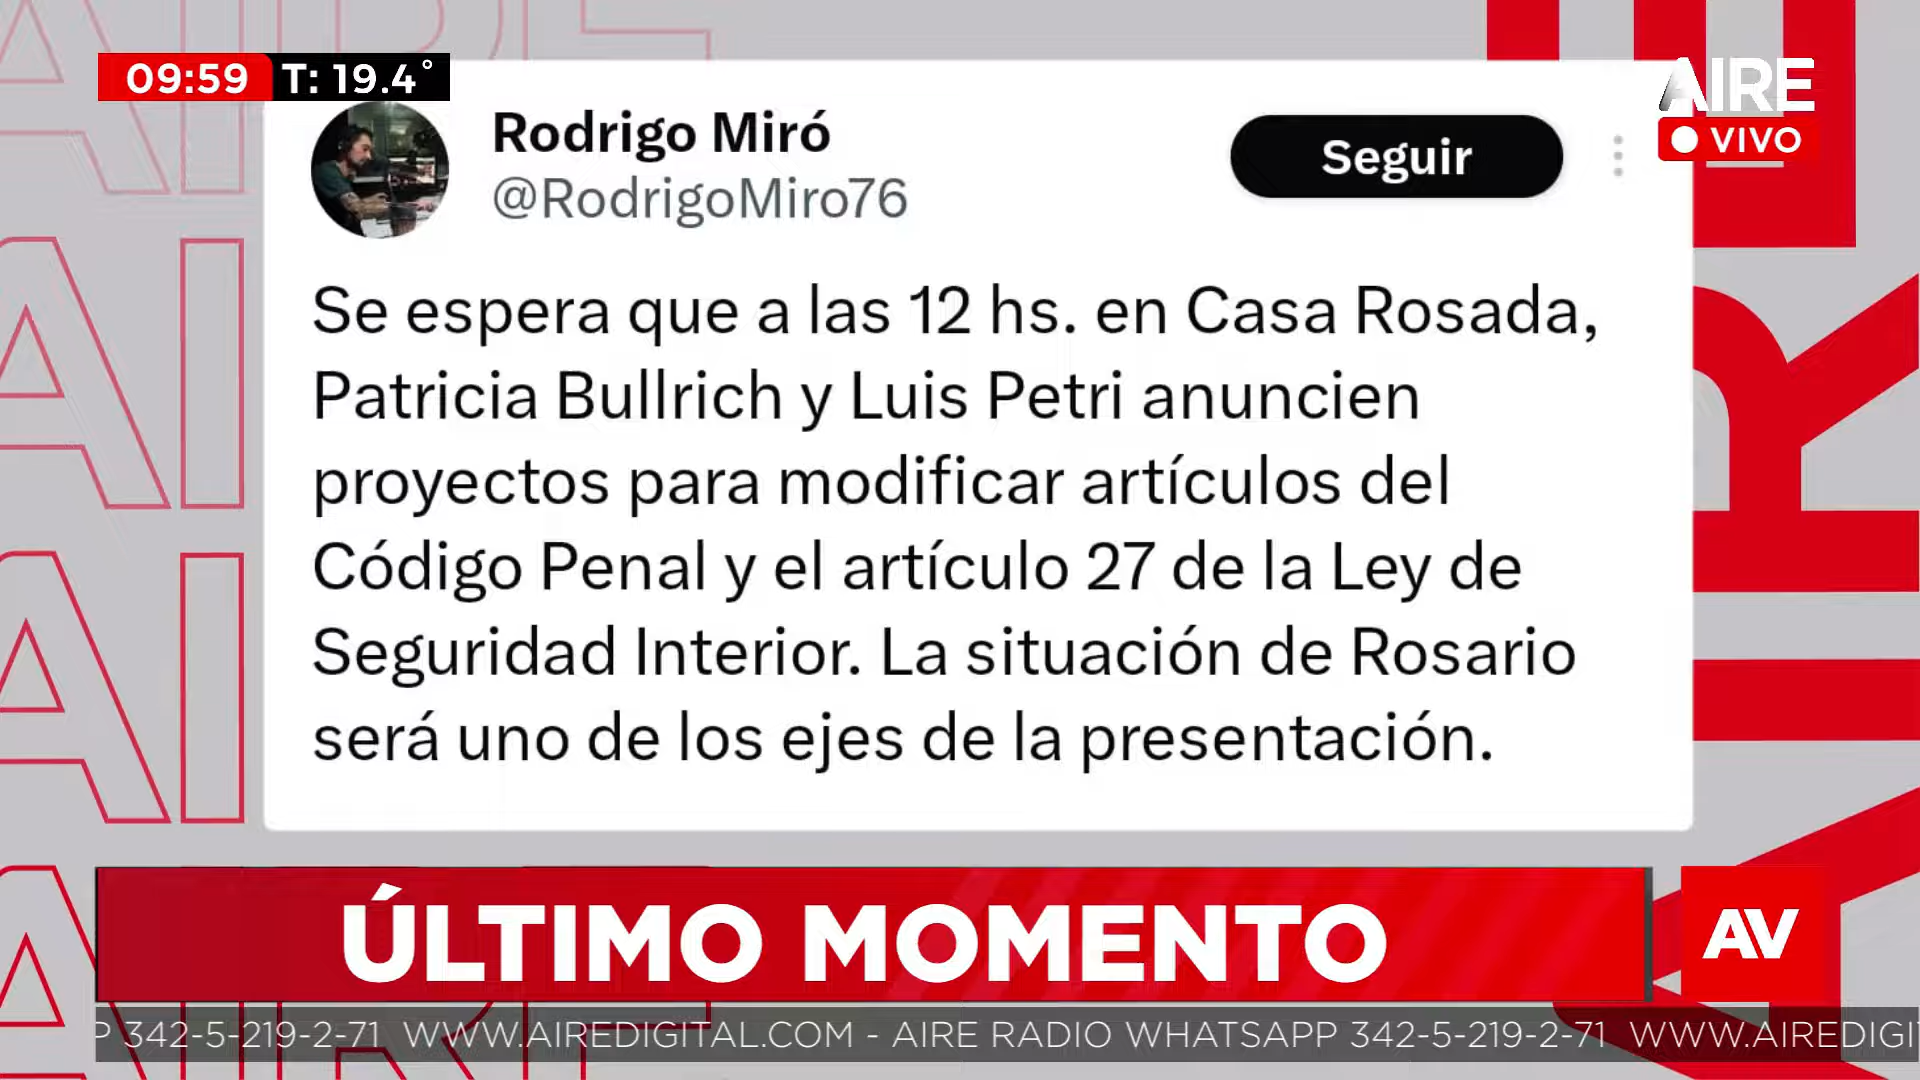 09:59 T: 19.4°
AIRE
VIVO
Rodrigo Miró
@RodrigoMiro76
Seguir
Se espera que a las 12 hs. en Casa Rosada,
Patricia Bullrich y Luis Petri anuncien
proyectos para modificar artículos del
Código Penal y el artículo 27 de la Ley de
Seguridad Interior. La situación de Rosario
será uno de los ejes de la presentación.
ÚLTIMO MOMENTO
AV
P 342-5-219-2-71 WWW.AIREDIGITAL.COM - AIRE RADIO WHATSAPP 342-5-219-2-71 WWW.AIREDIGI